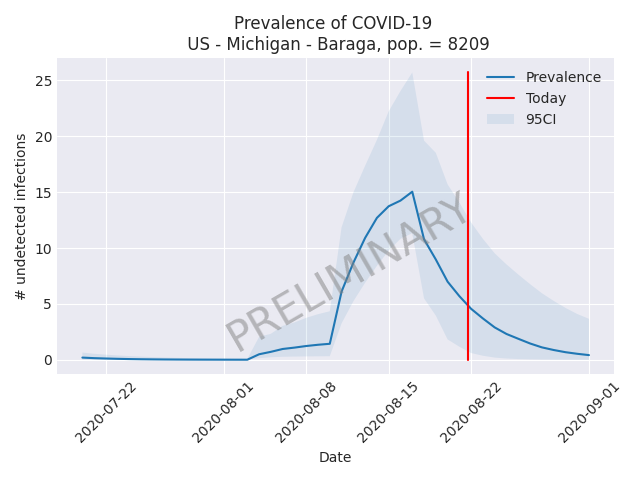 Prevalence of COVID-19
US - Michigan - Baraga, pop. = 8209
Prevalence
Today
95CI
# undetected infections
25
20
15
10
5
0
PRELIMINARY
2020-07-22
2020-08-01
2020-08-08
2020-08-15
2020-08-22
2020-09-01
Date